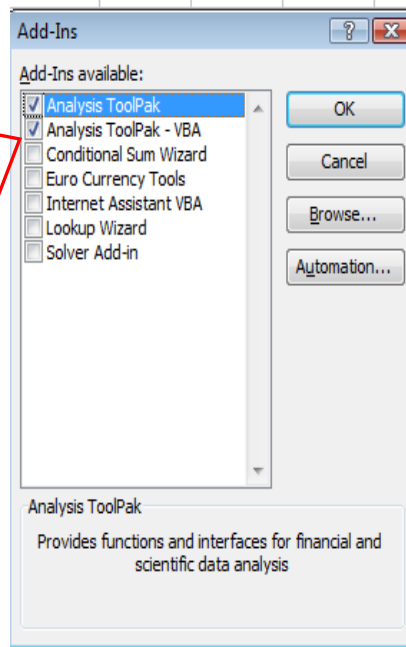 Add-Ins
Add-Ins available:
Analysis ToolPak
Analysis ToolPak - VBA
Conditional Sum Wizard
Euro Currency Tools
Internet Assistant VBA
Lookup Wizard
Solver Add-in
OK
Cancel
Browse...
Automation...
Analysis ToolPak
Provides functions and interfaces for financial and
scientific data analysis